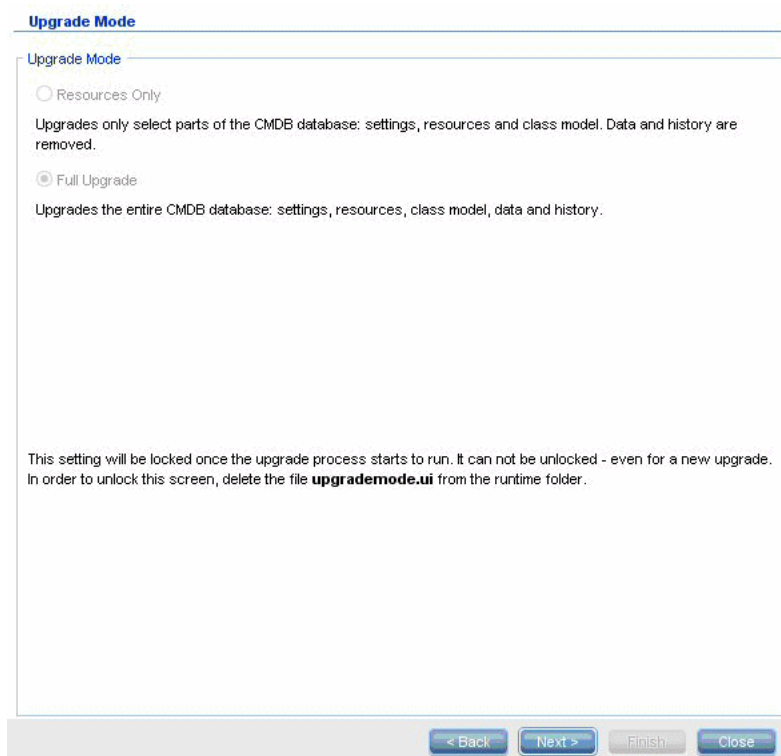 Upgrade Mode
Upgrade Mode
Resources Only
Upgrades only select parts of the CMDB database: settings, resources and class model. Data and history are
removed.
Full Upgrade
Upgrades the entire CMDB database: settings, resources, class model, data and history.
This setting will be locked once the upgrade process starts to run. It can not be unlocked - even for a new upgrade.
In order to unlock this screen, delete the file upgrademode.ui from the runtime folder.
< Back Next > Finish Close